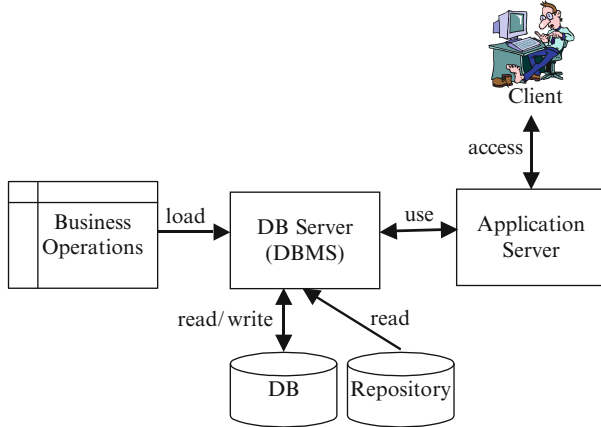 Client
access
Business
Operations
load
DB Server
(DBMS)
use
Application
Server
read/write
read
DB
Repository